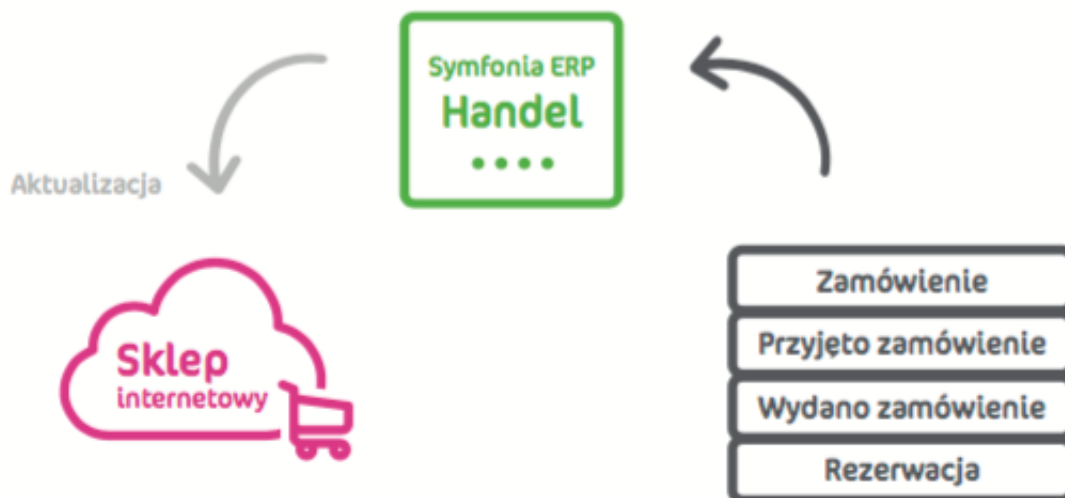 Symfonia ERP
Handel
Aktualizacja
Sklep
internetowy
Zamówienie
Przyjęto zamówienie
Wydano zamówienie
Rezerwacja